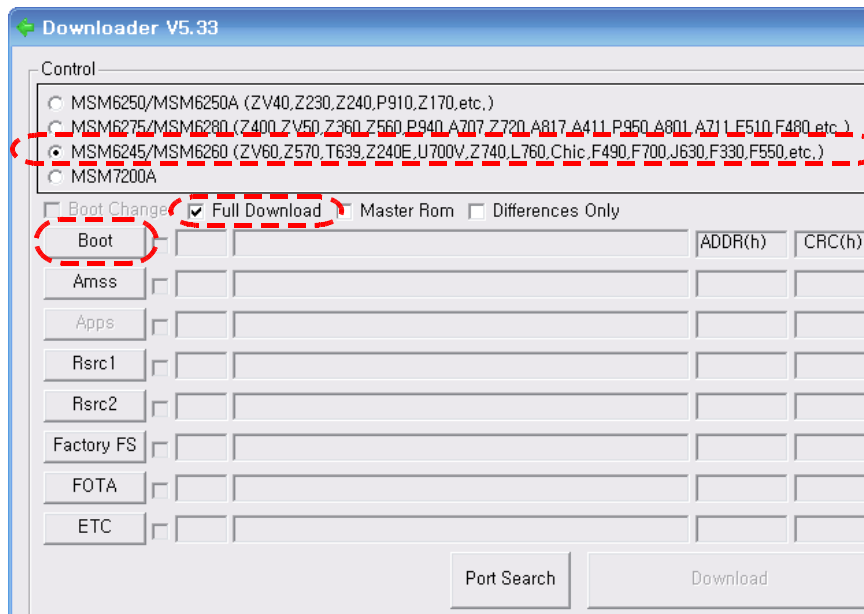 Downloader V5.33
Control
MSM6250/MSM6250A (ZV40,Z230,Z240,P910,Z170,etc.)
MSM6275/MSM6280 (Z400,ZV50,Z360,Z560,P940,A707,Z720,A817,A411,P950,A801,A711,F510,F480,etc.)
MSM6245/MSM6260 (ZV60,Z570,T639,Z240E,U700V,Z740,L760,Chic,F490,F700,J630,F330,F550,etc.)
MSM7200A
Boot Change Full Download Master Rom Differences Only
Boot ADDR(h) CRC(h)
Amss
Apps
Rsrc1
Rsrc2
Factory FS
FOTA
ETC
Port Search Download